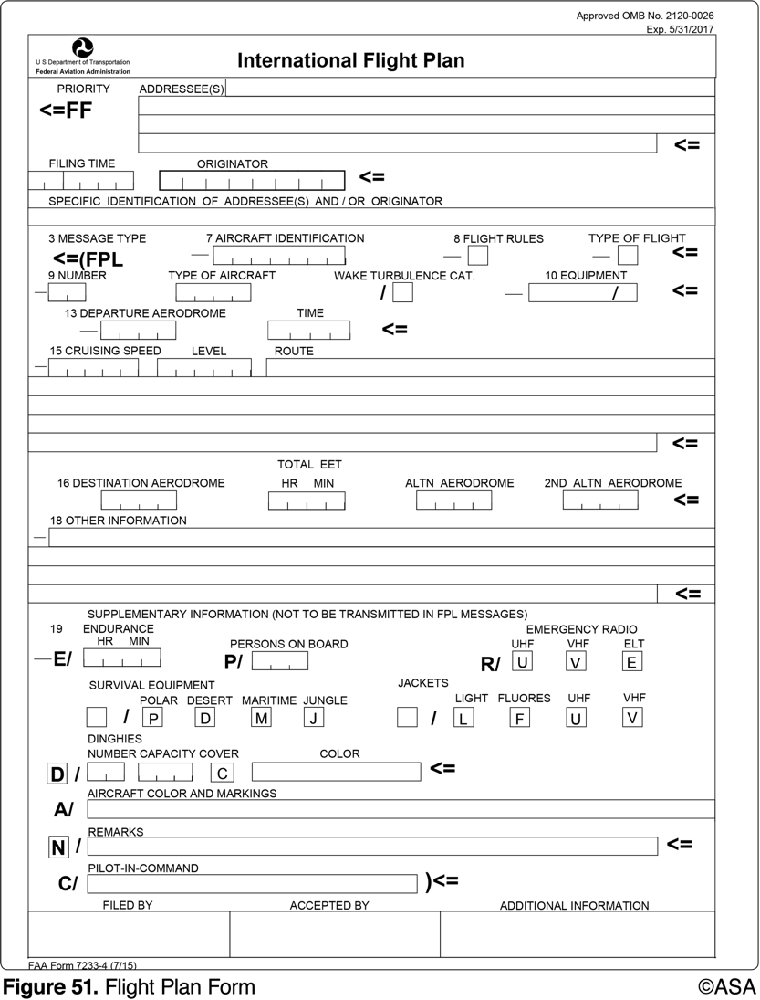 Approved OMB No. 2120-0026
Exp. 5/31/2017
U S Department of Transportation
Federal Aviation Administration
International Flight Plan
PRIORITY ADDRESSEE(S)
<=FF
<=
FILING TIME ORIGINATOR
<=
SPECIFIC IDENTIFICATION OF ADDRESSEE(S) AND / OR ORIGINATOR
3 MESSAGE TYPE 7 AIRCRAFT IDENTIFICATION 8 FLIGHT RULES TYPE OF FLIGHT
<=(FPL — — — <=
9 NUMBER TYPE OF AIRCRAFT WAKE TURBULENCE CAT. 10 EQUIPMENT
— / — / <=
13 DEPARTURE AERODROME TIME
— <=
15 CRUISING SPEED LEVEL ROUTE
—
<=
TOTAL EET
16 DESTINATION AERODROME HR MIN ALTN AERODROME 2ND ALTN AERODROME
<=
18 OTHER INFORMATION
—
<=
SUPPLEMENTARY INFORMATION (NOT TO BE TRANSMITTED IN FPL MESSAGES)
19 ENDURANCE EMERGENCY RADIO
HR MIN PERSONS ON BOARD UHF VHF ELT
—E/ P/ R/ U V E
SURVIVAL EQUIPMENT JACKETS
POLAR DESERT MARITIME JUNGLE LIGHT FLUORES UHF VHF
/ P D M J / L F U V
DINGHIES
NUMBER CAPACITY COVER COLOR
D / C <=
AIRCRAFT COLOR AND MARKINGS
A/
REMARKS
N / <=
PILOT-IN-COMMAND
C/ )<=
FILED BY ACCEPTED BY ADDITIONAL INFORMATION
FAA Form 7233-4 (7/15)
Figure 51. Flight Plan Form ©ASA